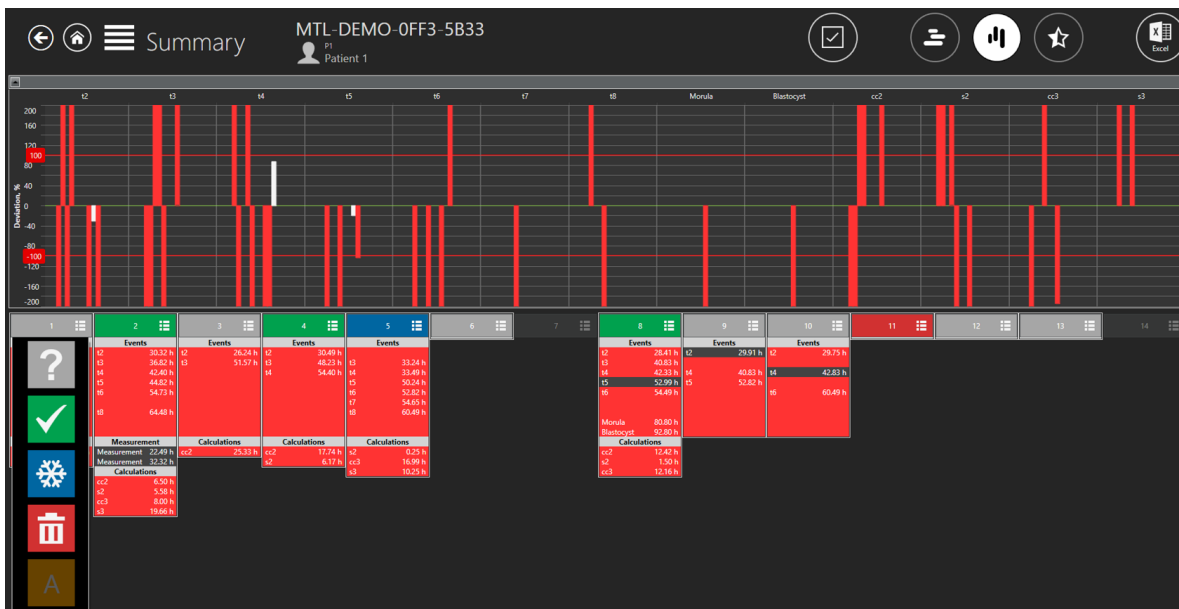 Summary
MTL-DEMO-0FF3-5B33
P1
Patient 1
Excel
t2 t3 t4 t5 t6 t7 t8 Morula Blastocyst cc2 s2 cc3 s3
Deviation, %
200
160
120
100
80
40
0
-40
-80
-100
-120
-160
-200
1 2 3 4 5 6 7 8 9 10 11 12 13 14
?
A
Events
t2 30.32 h
t3 36.82 h
t4 42.40 h
t5 44.82 h
t6 54.73 h
t8 64.48 h
Measurement
Measurement 22.49 h
Measurement 32.32 h
Calculations
cc2 6.50 h
s2 5.58 h
cc3 8.00 h
s3 19.66 h
Events
t2 26.24 h
t3 51.57 h
Calculations
cc2 25.33 h
Events
t2 30.49 h
t3 48.23 h
t4 54.40 h
Calculations
cc2 17.74 h
s2 6.17 h
Events
t3 33.24 h
t4 33.49 h
t5 50.24 h
t6 52.82 h
t7 54.65 h
t8 60.49 h
Calculations
s2 0.25 h
cc3 16.99 h
s3 10.25 h
Events
t2 28.41 h
t3 40.83 h
t4 42.33 h
t5 52.99 h
t6 54.49 h
Morula 80.80 h
Blastocyst 92.80 h
Calculations
cc2 12.42 h
s2 1.50 h
cc3 12.16 h
Events
t2 29.91 h
t4 40.83 h
t5 52.82 h
Events
t2 29.75 h
t4 42.83 h
t6 60.49 h